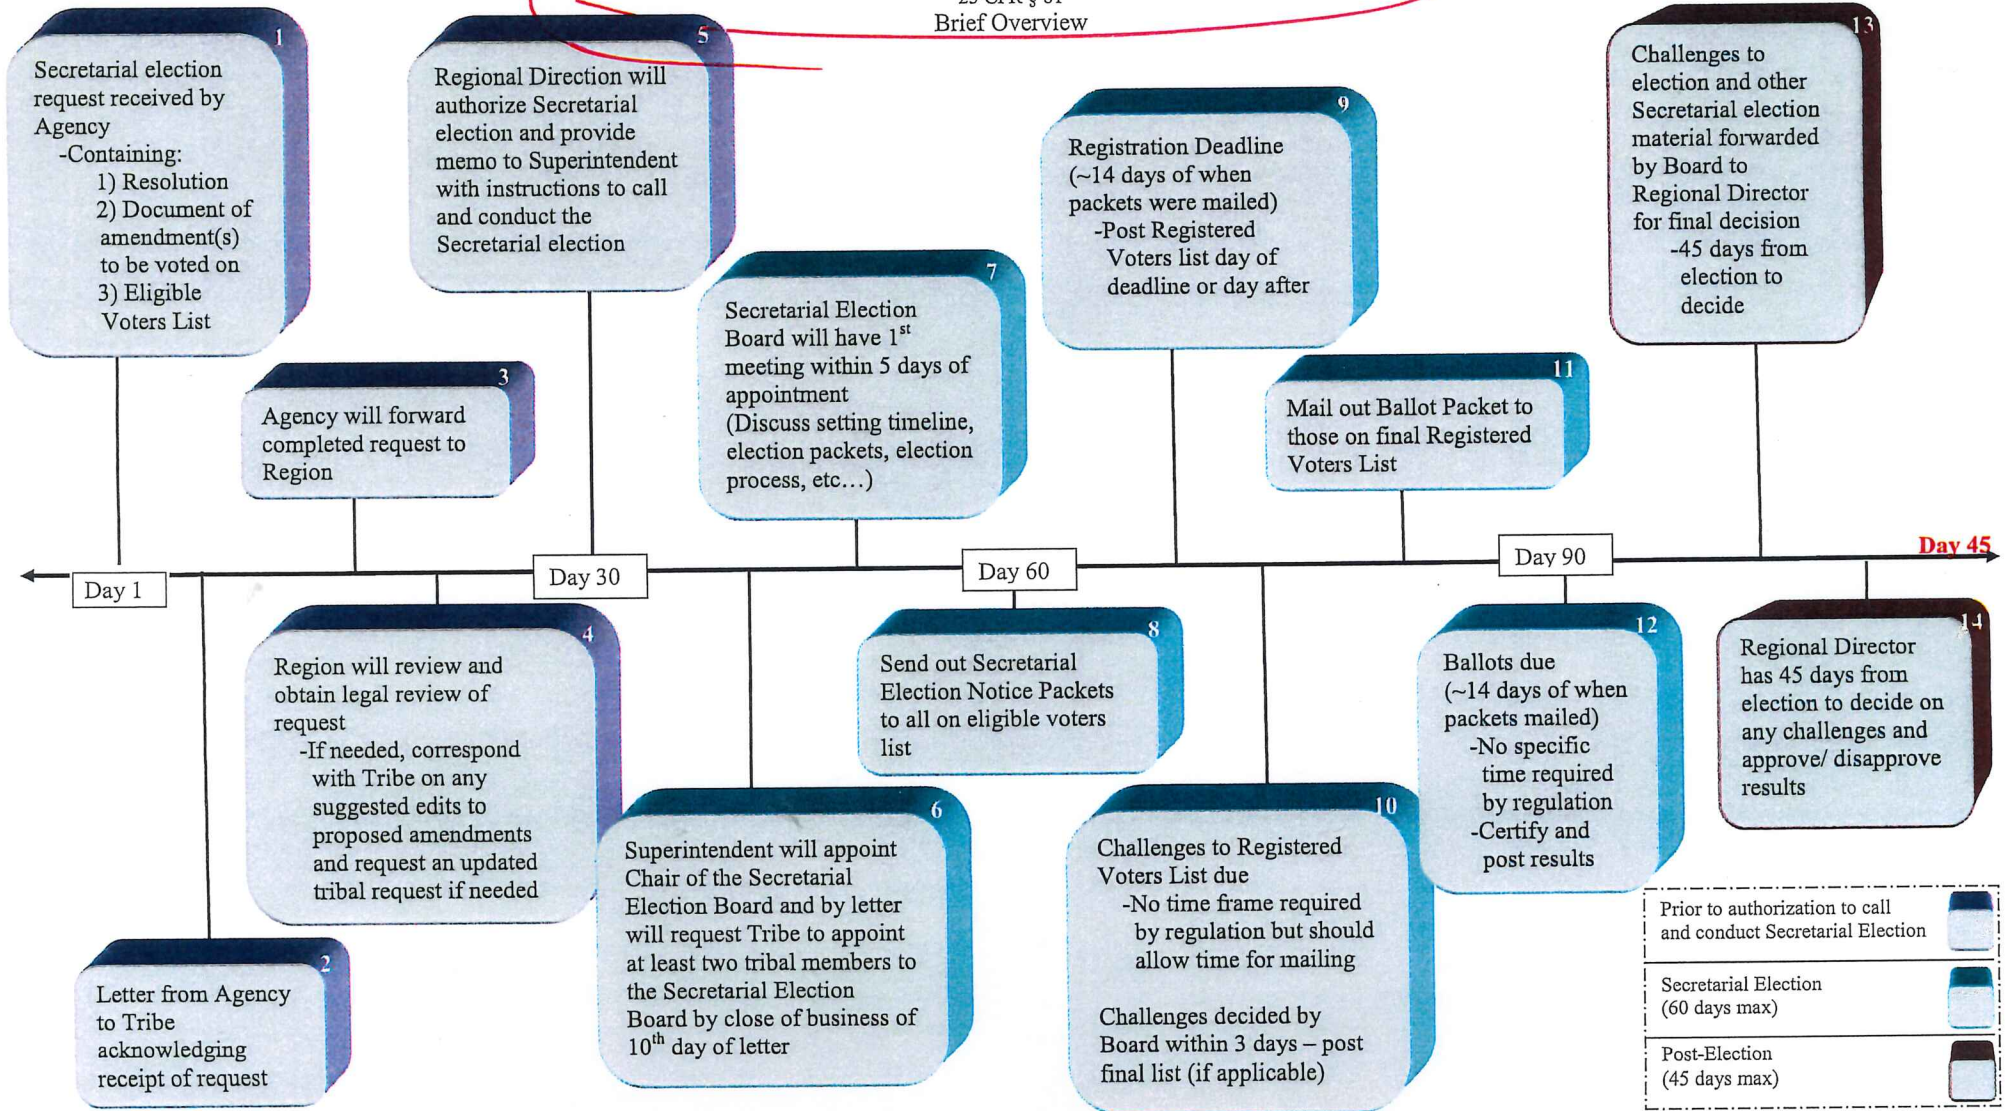 Brief Overview
1
Secretarial election
request received by
Agency
-Containing:
1) Resolution
2) Document of
amendment(s)
to be voted on
3) Eligible
Voters List
5
Regional Direction will
authorize Secretarial
election and provide
memo to Superintendent
with instructions to call
and conduct the
Secretarial election
9
Registration Deadline
(~14 days of when
packets were mailed)
-Post Registered
Voters list day of
deadline or day after
13
Challenges to
election and other
Secretarial election
material forwarded
by Board to
Regional Director
for final decision
-45 days from
election to
decide
3
Agency will forward
completed request to
Region
7
Secretarial Election
Board will have 1st
meeting within 5 days of
appointment
(Discuss setting timeline,
election packets, election
process, etc...)
11
Mail out Ballot Packet to
those on final Registered
Voters List
Day 1
Day 30
Day 60
Day 90
Day 45
4
Region will review and
obtain legal review of
request
-If needed, correspond
with Tribe on any
suggested edits to
proposed amendments
and request an updated
tribal request if needed
8
Send out Secretarial
Election Notice Packets
to all on eligible voters
list
12
Ballots due
(~14 days of when
packets mailed)
-No specific
time required
by regulation
-Certify and
post results
14
Regional Director
has 45 days from
election to decide on
any challenges and
approve/ disapprove
results
2
Letter from Agency
to Tribe
acknowledging
receipt of request
6
Superintendent will appoint
Chair of the Secretarial
Election Board and by letter
will request Tribe to appoint
at least two tribal members to
the Secretarial Election
Board by close of business of
10th day of letter
10
Challenges to Registered
Voters List due
-No time frame required
by regulation but should
allow time for mailing
Challenges decided by
Board within 3 days – post
final list (if applicable)
Prior to authorization to call
and conduct Secretarial Election
Secretarial Election
(60 days max)
Post-Election
(45 days max)